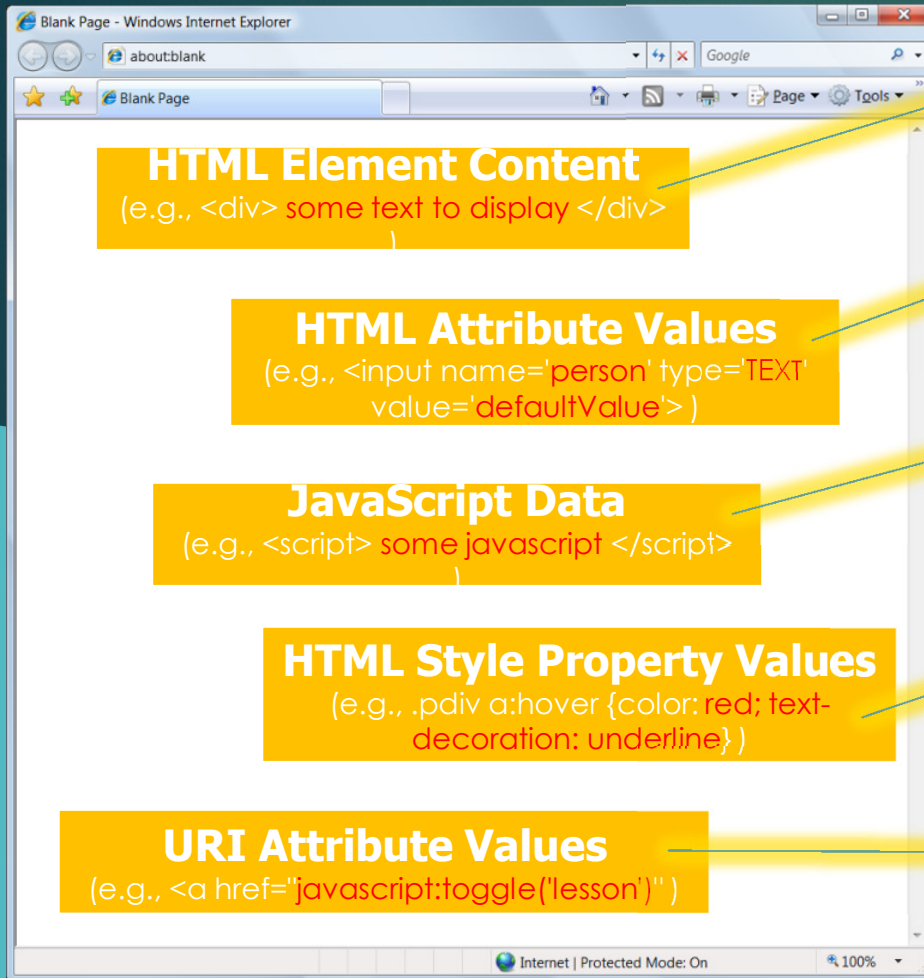 Blank Page - Windows Internet Explorer
about:blank
Google
Blank Page
Page
Tools
HTML Element Content
(e.g., <div> some text to display </div>
)
HTML Attribute Values
(e.g., <input name='person' type='TEXT'
value='defaultValue'> )
JavaScript Data
(e.g., <script> some javascript </script>
)
HTML Style Property Values
(e.g., .pdiv a:hover {color: red; text-
decoration: underline} )
URI Attribute Values
(e.g., <a href="javascript:toggle('lesson')" )
Internet | Protected Mode: On
100%